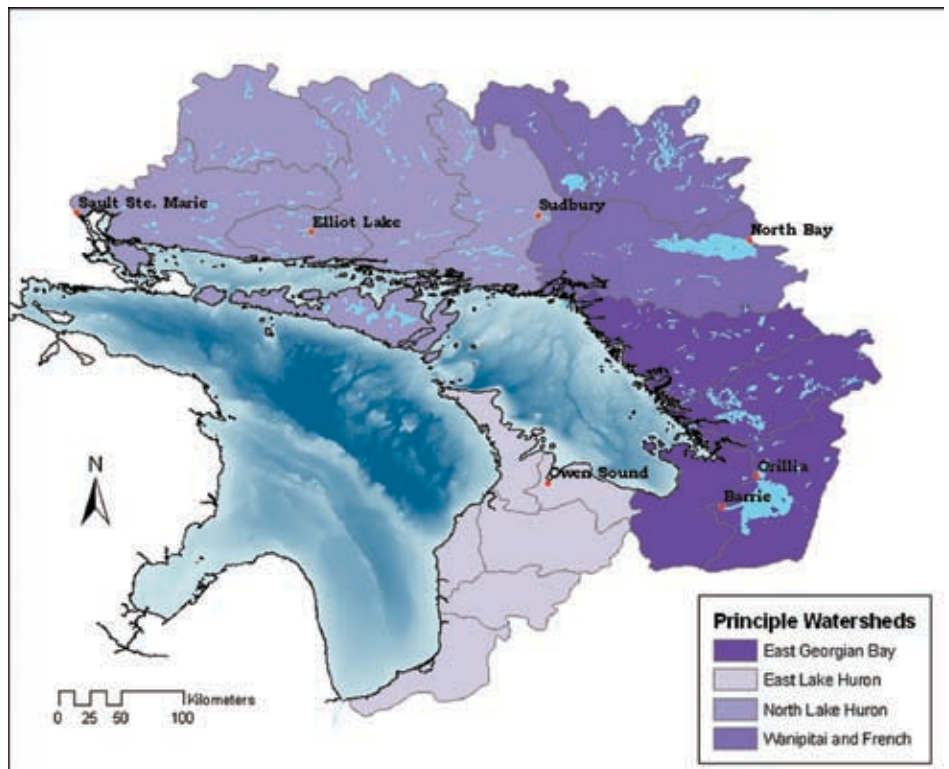 Sault Ste. Marie
Elliot Lake
Sudbury
North Bay
N
Owen Sound
Orillia
Barrie
Principle Watersheds
East Georgian Bay
East Lake Huron
North Lake Huron
Wanipitai and French
Kilometers
0 25 50 100